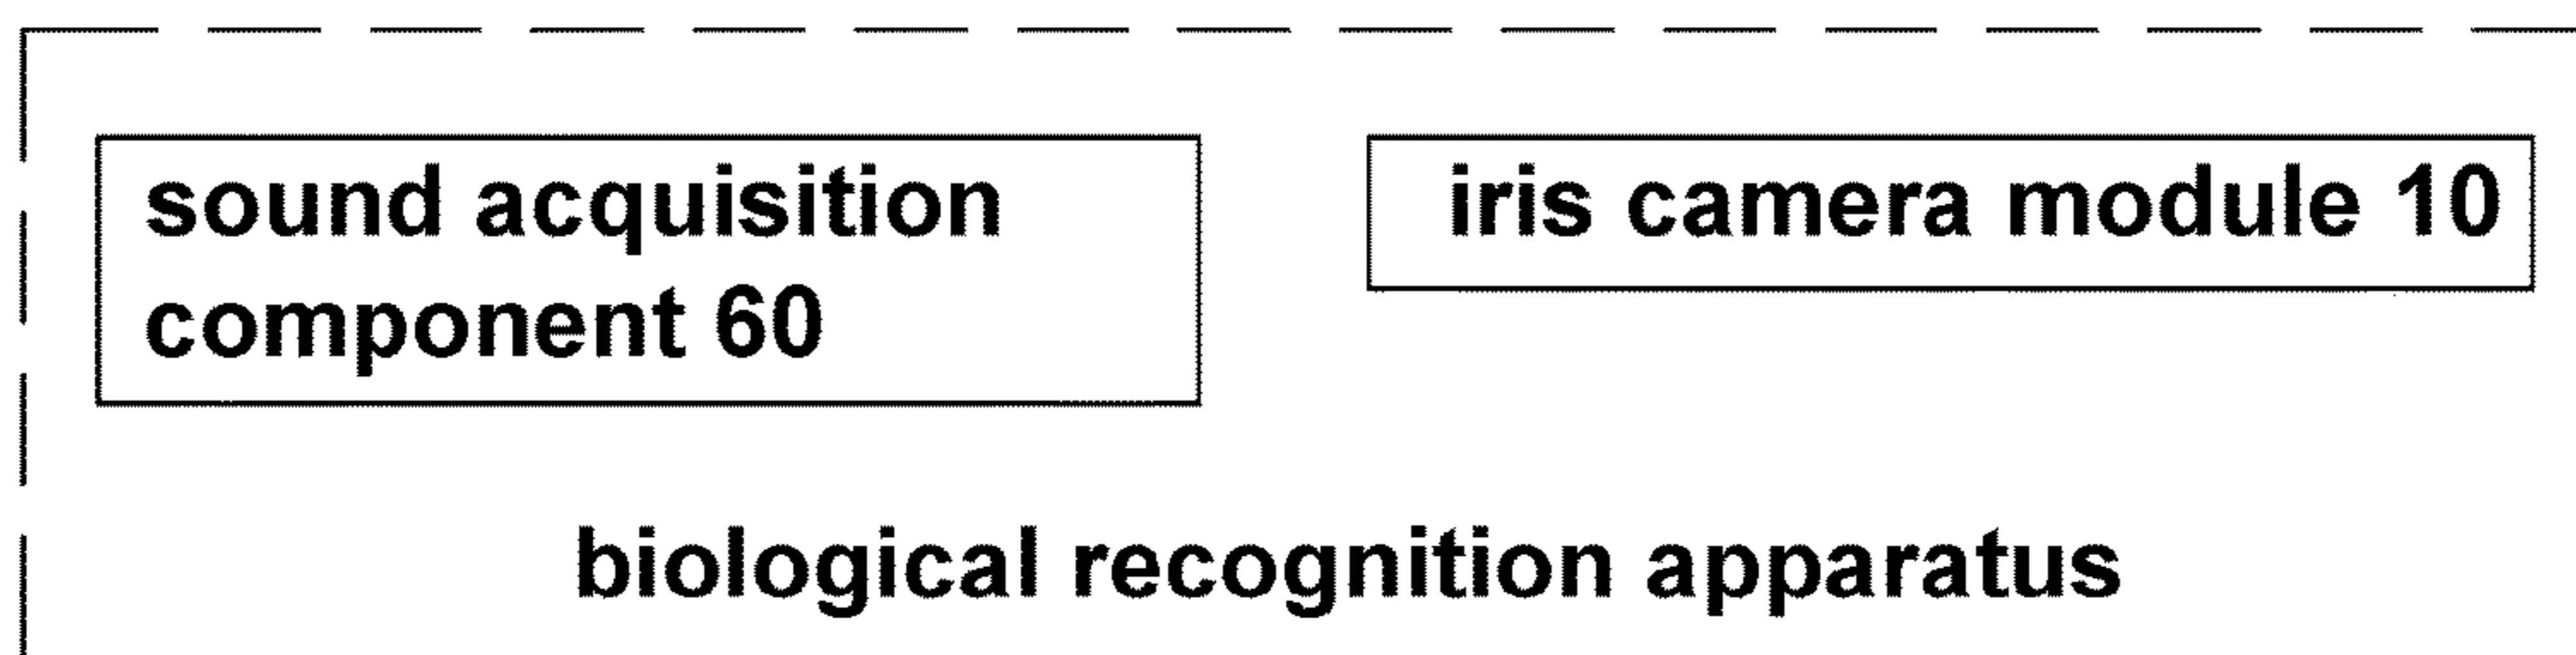 sound acquisition
component 60
iris camera module 10
biological recognition apparatus